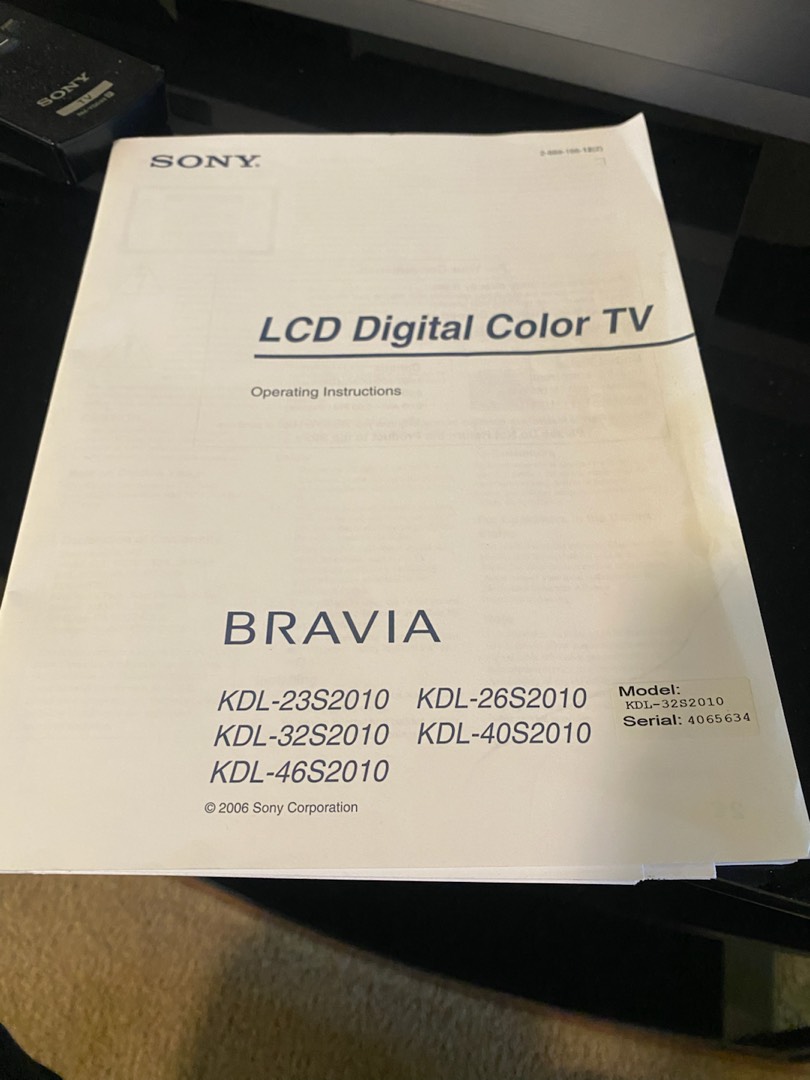 SONY
TV
SONY®
LCD Digital Color TV
Operating Instructions
BRAVIA
KDL-23S2010 KDL-26S2010
KDL-32S2010 KDL-40S2010
KDL-46S2010
Model:
KDL-32S2010
Serial: 4065634
© 2006 Sony Corporation